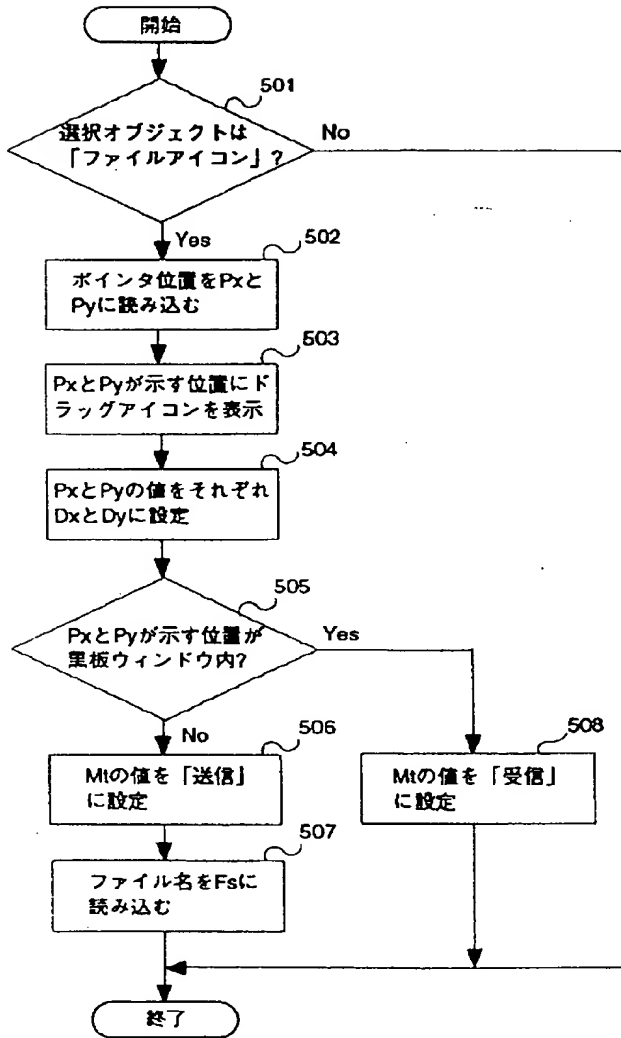 開始
501
選択オブジェクトは
「ファイルアイコン」?
No
Yes
502
ポインタ位置をPxと
Pyに読み込む
503
PxとPyが示す位置にド
ラッグアイコンを表示
504
PxとPyの値をそれぞれ
DxとDyに設定
505
PxとPyが示す位置が
黒板ウィンドウ内?
Yes
No
506
Mtの値を「送信」
に設定
508
Mtの値を「受信」
に設定
507
ファイル名をFsに
読み込む
終了